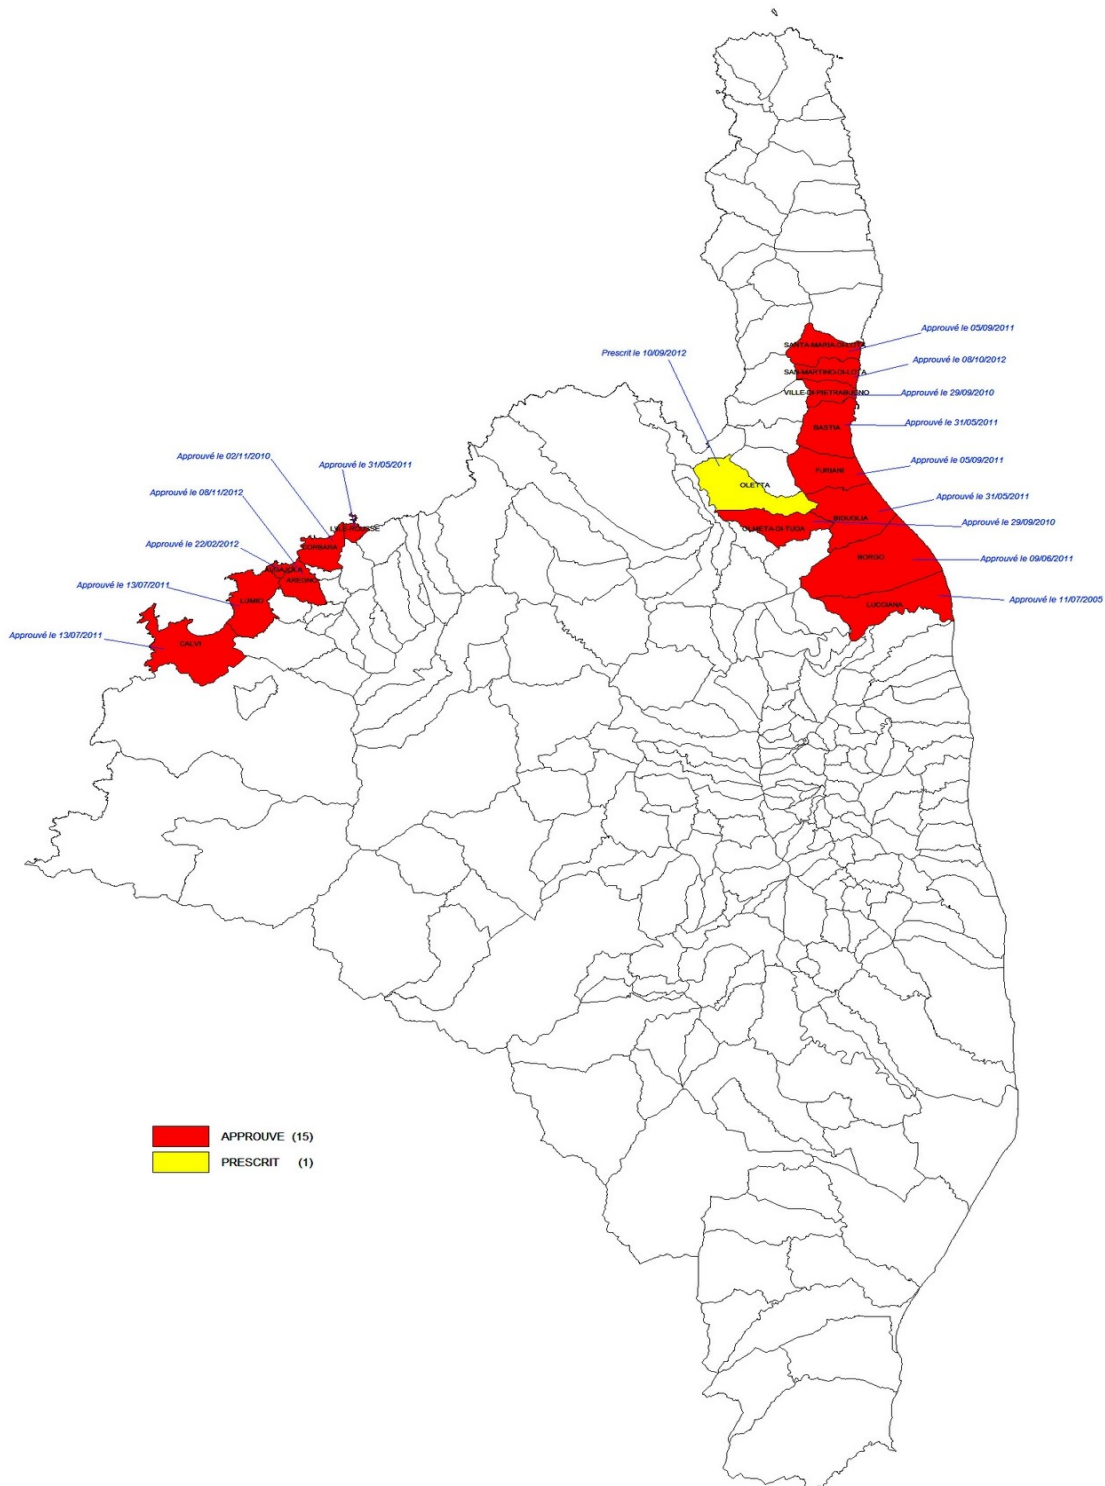 Approuvé le 05/09/2011
SANTA-MARIA-DI-LOTA
Prescrit le 10/09/2012
Approuvé le 08/10/2012
SAN-MARTINO-DI-LOTA
VILLE-DI-PIETRABUGNO
Approuvé le 29/09/2010
BASTIA
Approuvé le 31/05/2011
Approuvé le 02/11/2010
Approuvé le 31/05/2011
FURIANI
Approuvé le 05/09/2011
OLETTA
Approuvé le 08/11/2012
Approuvé le 31/05/2011
BIGUGLIA
Approuvé le 29/09/2010
OLMETA-DI-TUDA
L'ILE-ROUSSE
CORBARA
Approuvé le 22/02/2012
BORGO
Approuvé le 09/06/2011
ALGAJOLA
AREGNO
Approuvé le 13/07/2011
LUMIO
Approuvé le 11/07/2005
LUCCIANA
Approuvé le 13/07/2011
CALVI
APPROUVE (15)
PRESCRIT (1)